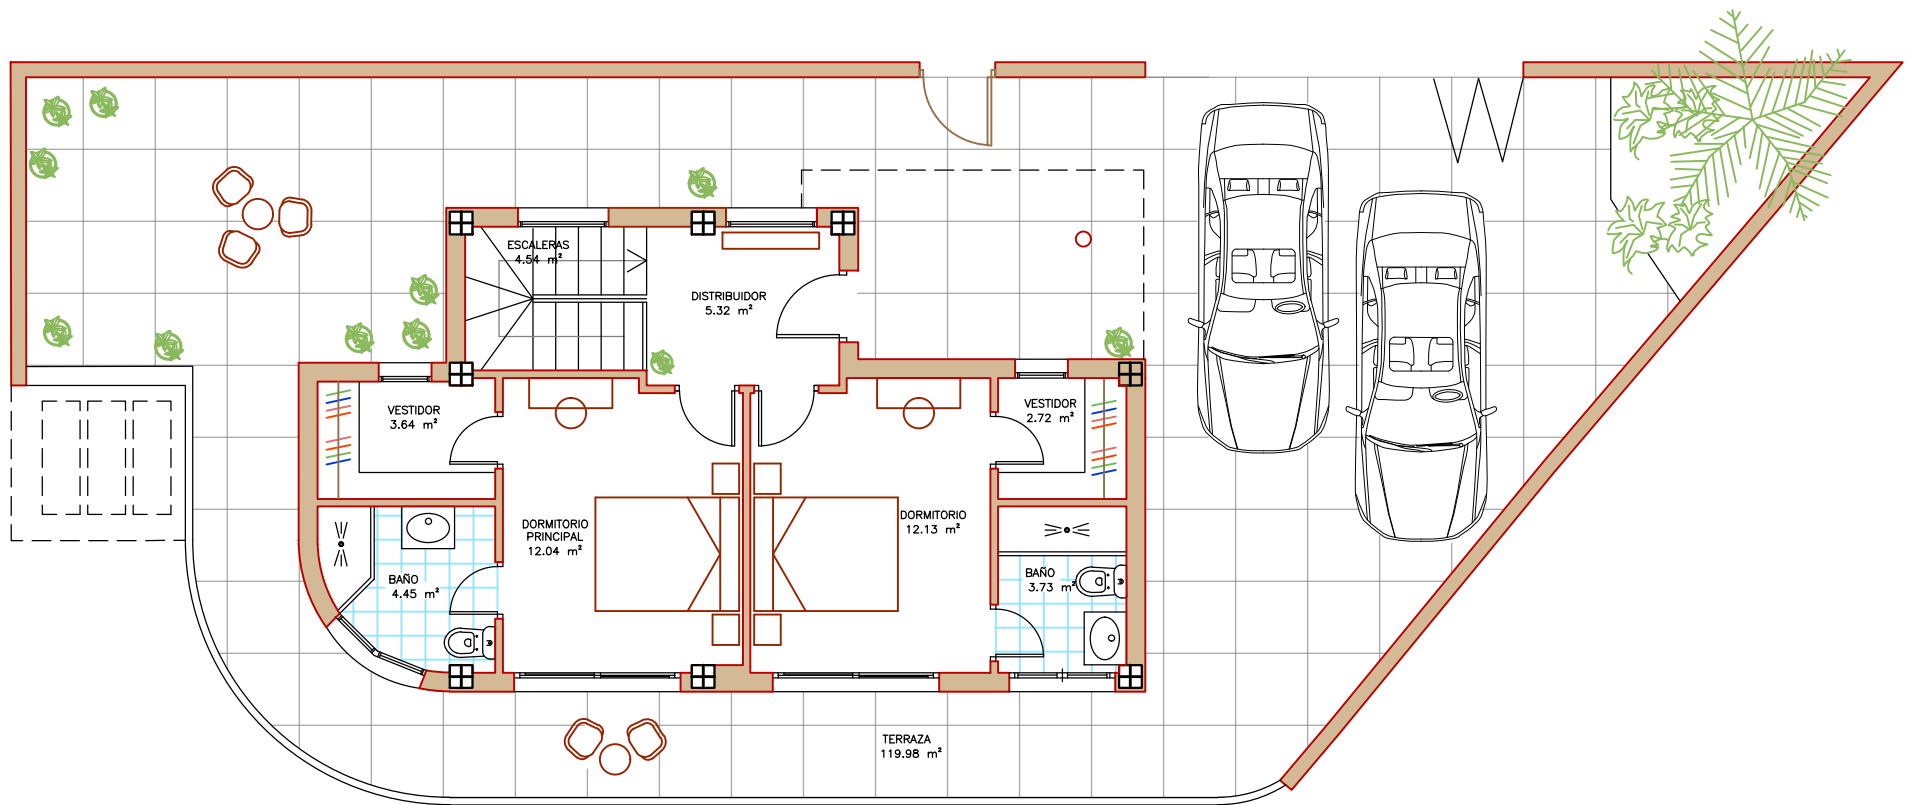 ESCALERAS
4.54 m²
DISTRIBUIDOR
5.32 m²
VESTIDOR
3.64 m²
VESTIDOR
2.72 m²
DORMITORIO
PRINCIPAL
12.04 m²
DORMITORIO
12.13 m²
BAÑO
4.45 m²
BAÑO
3.73 m²
TERRAZA
119.98 m²